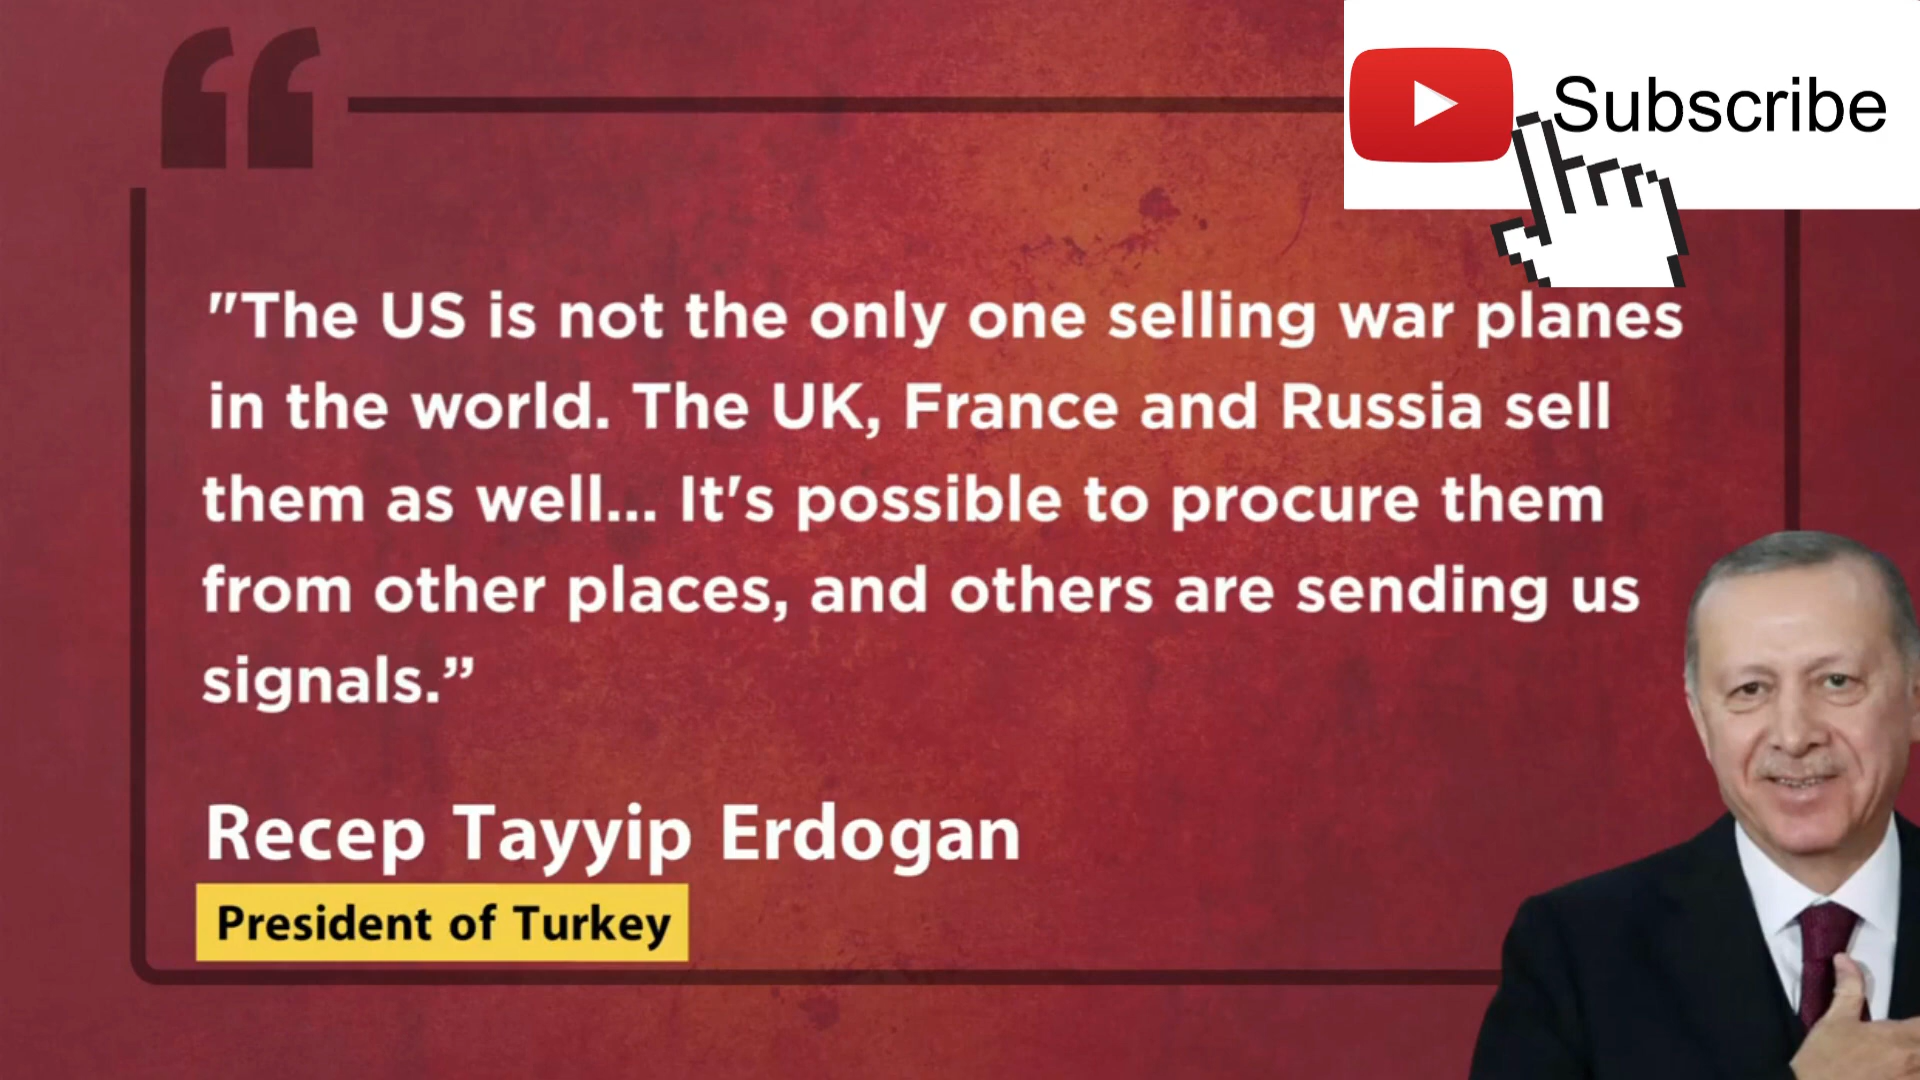 Subscribe
"The US is not the only one selling war planes
in the world. The UK, France and Russia sell
them as well... It's possible to procure them
from other places, and others are sending us
signals.”
Recep Tayyip Erdogan
President of Turkey